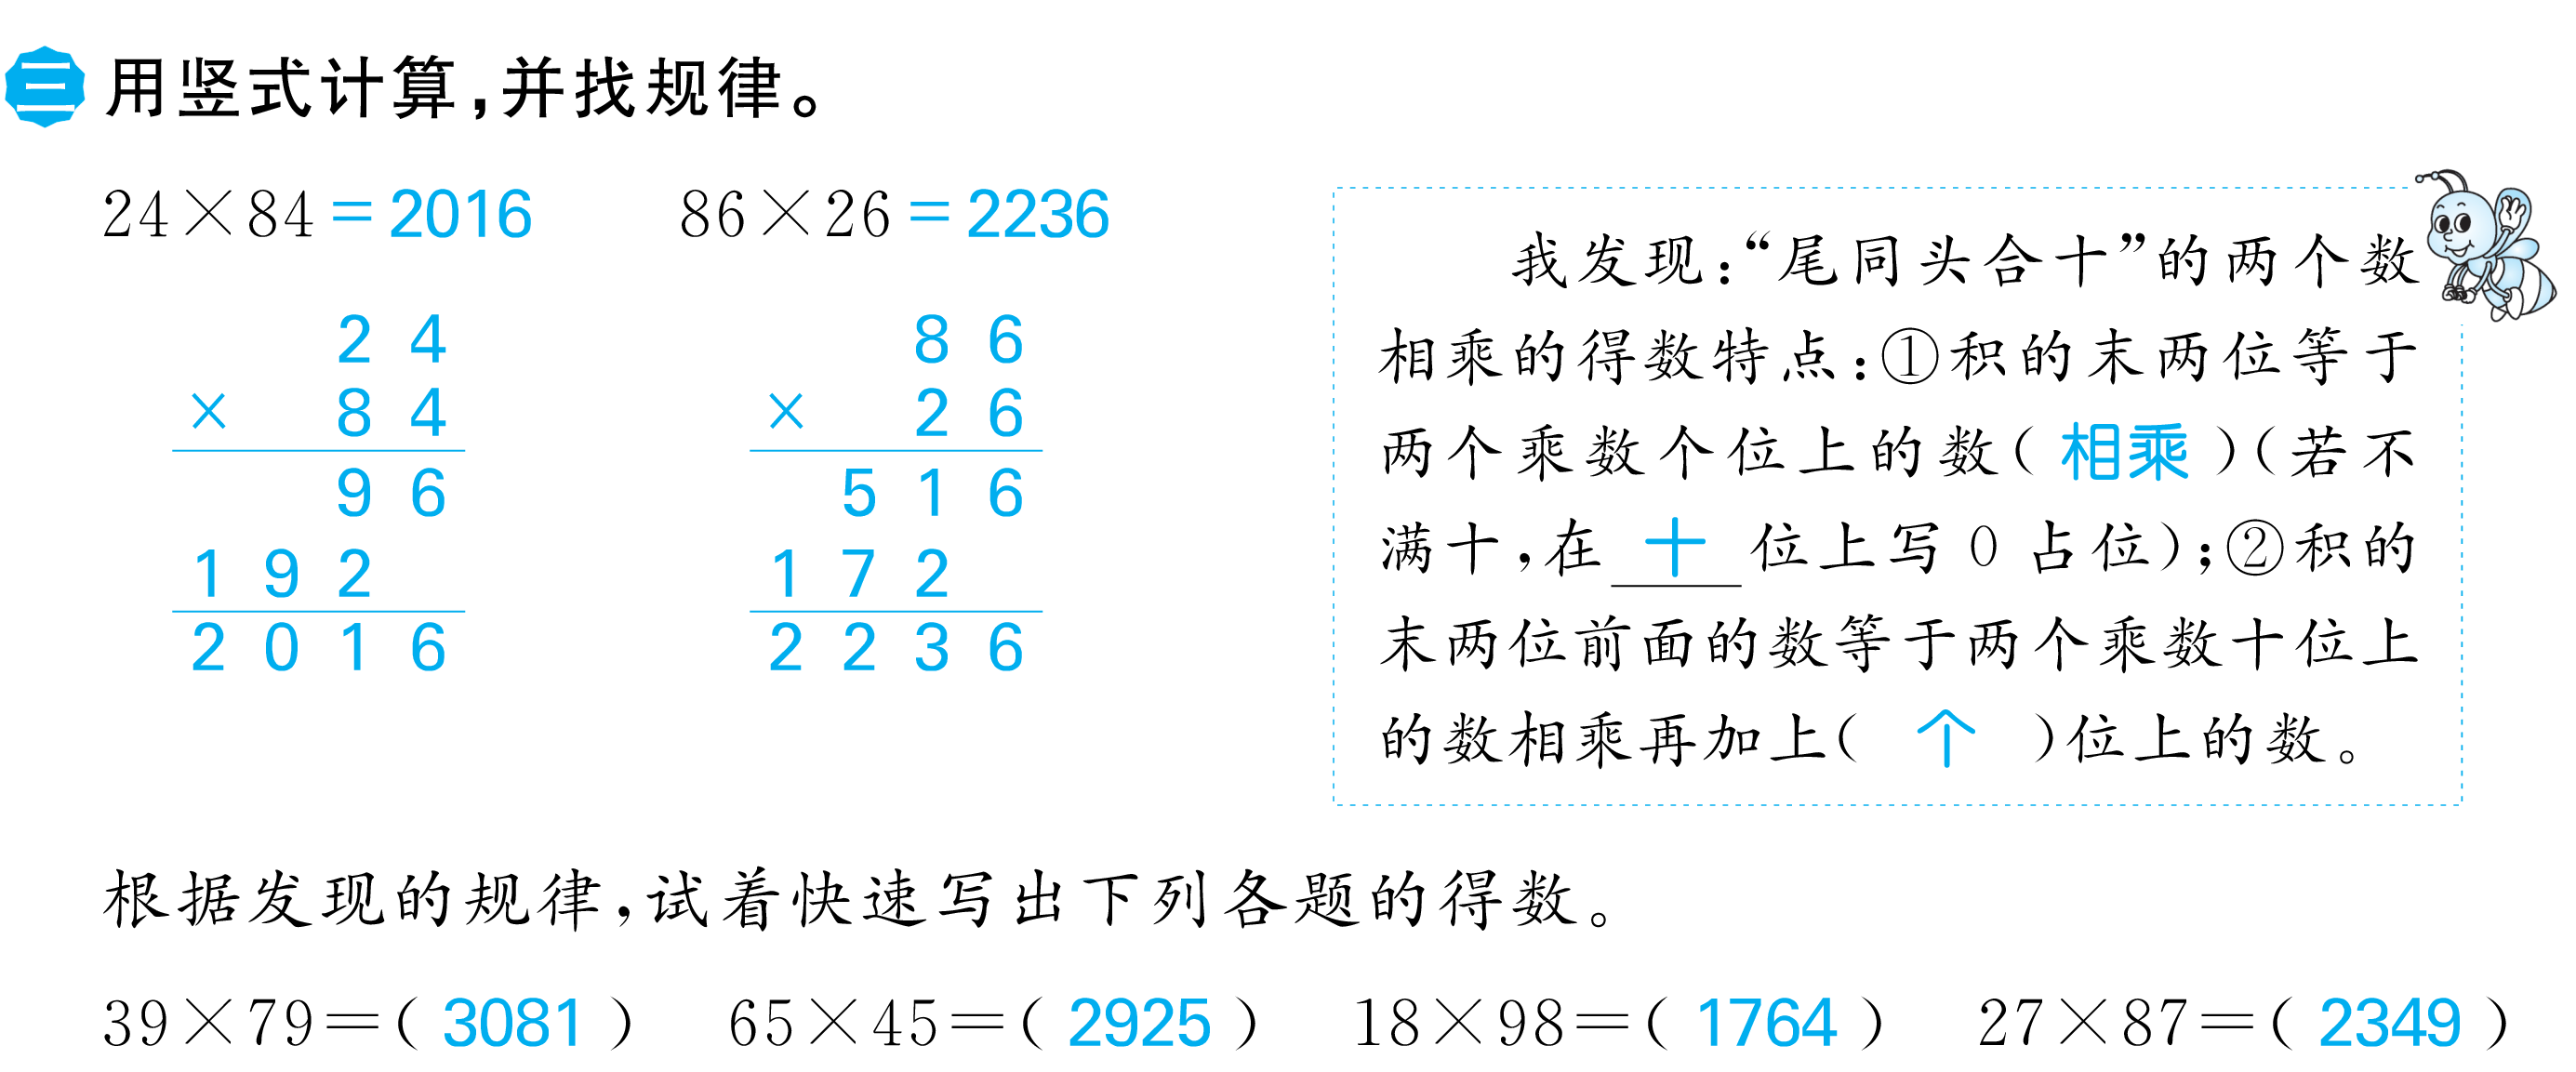 三 用竖式计算,并找规律。
24×84=2016 86×26=2236
2 4
× 8 4
9 6
1 9 2
2 0 1 6
8 6
× 2 6
5 1 6
1 7 2
2 2 3 6
我发现:“尾同头合十”的两个数
相乘的得数特点:①积的末两位等于
两个乘数个位上的数(相乘)(若不
满十,在十位上写0占位);②积的
末两位前面的数等于两个乘数十位上
的数相乘再加上(个)位上的数。
根据发现的规律,试着快速写出下列各题的得数。
39×79=(3081) 65×45=(2925) 18×98=(1764) 27×87=(2349)